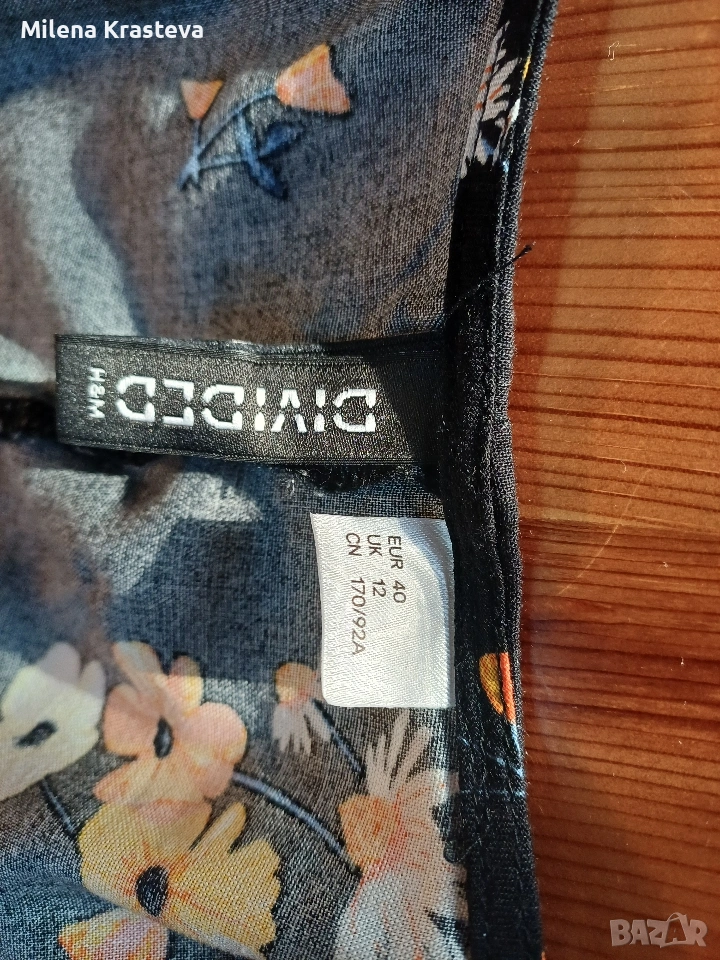 Milena Krasteva
DIVIDED
H&M
EUR 40
UK 12
CN 170/92A
BAZAR